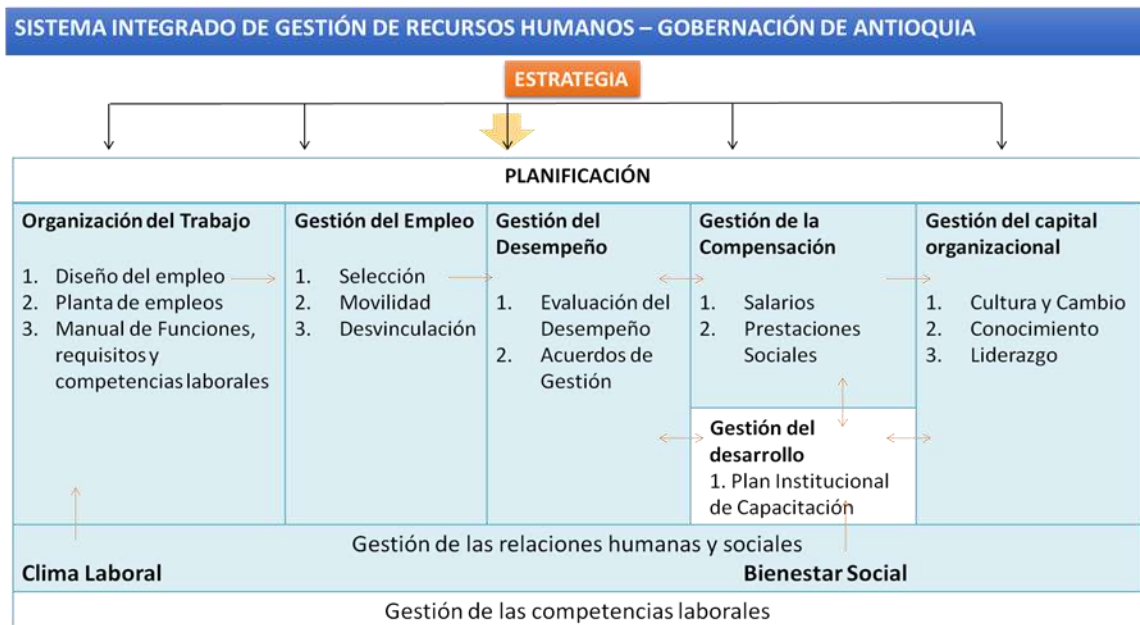 SISTEMA INTEGRADO DE GESTIÓN DE RECURSOS HUMANOS – GOBERNACIÓN DE ANTIOQUIA
ESTRATEGIA
PLANIFICACIÓN
Organización del Trabajo
1. Diseño del empleo
2. Planta de empleos
3. Manual de Funciones,
requisitos y
competencias laborales
Gestión del Empleo
1. Selección
2. Movilidad
3. Desvinculación
Gestión del
Desempeño
1. Evaluación del
Desempeño
2. Acuerdos de
Gestión
Gestión de la
Compensación
1. Salarios
2. Prestaciones
Sociales
Gestión del
desarrollo
1. Plan Institucional
de Capacitación
Gestión del capital
organizacional
1. Cultura y Cambio
2. Conocimiento
3. Liderazgo
Gestión de las relaciones humanas y sociales
Clima Laboral
Bienestar Social
Gestión de las competencias laborales